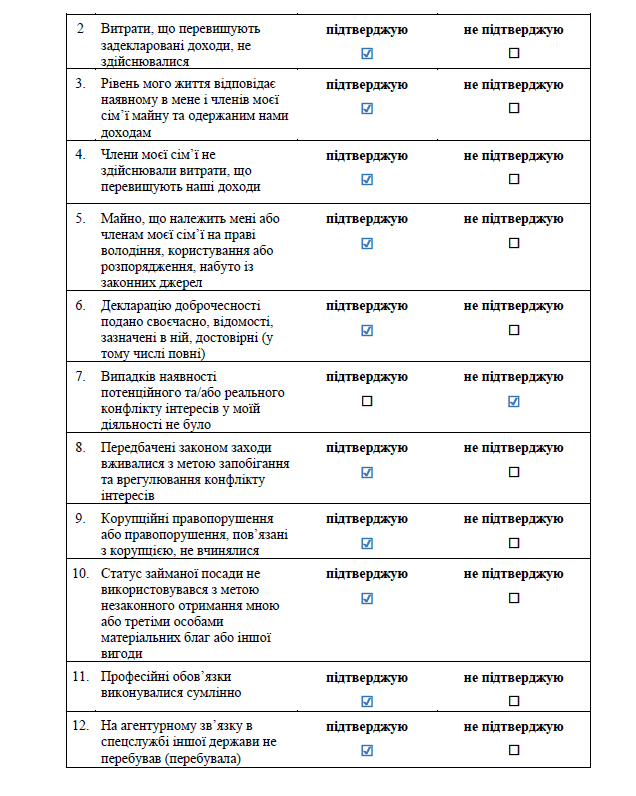 2 Витрати, що перевищують підтверджую не підтверджую
задекларовані доходи, не
здійснювалися ☑ ☐
3. Рівень мого життя відповідає підтверджую не підтверджую
наявному в мене і членів моєї
сім’ї майну та одержаним нами ☑ ☐
доходам
4. Члени моєї сім’ї не підтверджую не підтверджую
здійснювали витрати, що
перевищують наші доходи ☑ ☐
5. Майно, що належить мені або підтверджую не підтверджую
членам моєї сім’ї на праві
володіння, користування або ☑ ☐
розпорядження, набуто із
законних джерел
6. Декларацію доброчесності підтверджую не підтверджую
подано своєчасно, відомості,
зазначені в ній, достовірні (у ☑ ☐
тому числі повні)
7. Випадків наявності підтверджую не підтверджую
потенційного та/або реального
конфлікту інтересів у моїй ☐ ☑
діяльності не було
8. Передбачені законом заходи підтверджую не підтверджую
вживалися з метою запобігання
та врегулювання конфлікту ☑ ☐
інтересів
9. Корупційні правопорушення підтверджую не підтверджую
або правопорушення, пов’язані
з корупцією, не вчинялися ☑ ☐
10. Статус займаної посади не підтверджую не підтверджую
використовувався з метою
незаконного отримання мною ☑ ☐
або третіми особами
матеріальних благ або іншої
вигоди
11. Професійні обов’язки підтверджую не підтверджую
виконувалися сумлінно ☑ ☐
12. На агентурному зв’язку в підтверджую не підтверджую
спецслужбі іншої держави не
перебував (перебувала) ☑ ☐